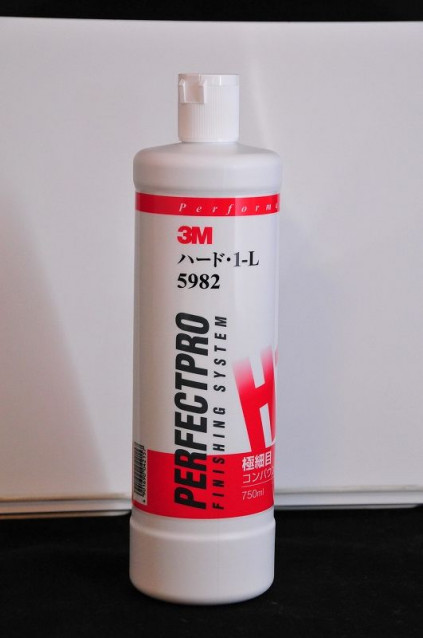 Perform
3M
ハード・1-L
5982
PERFECTPRO
FINISHING SYSTEM
H
極細目
コンパウ
750ml